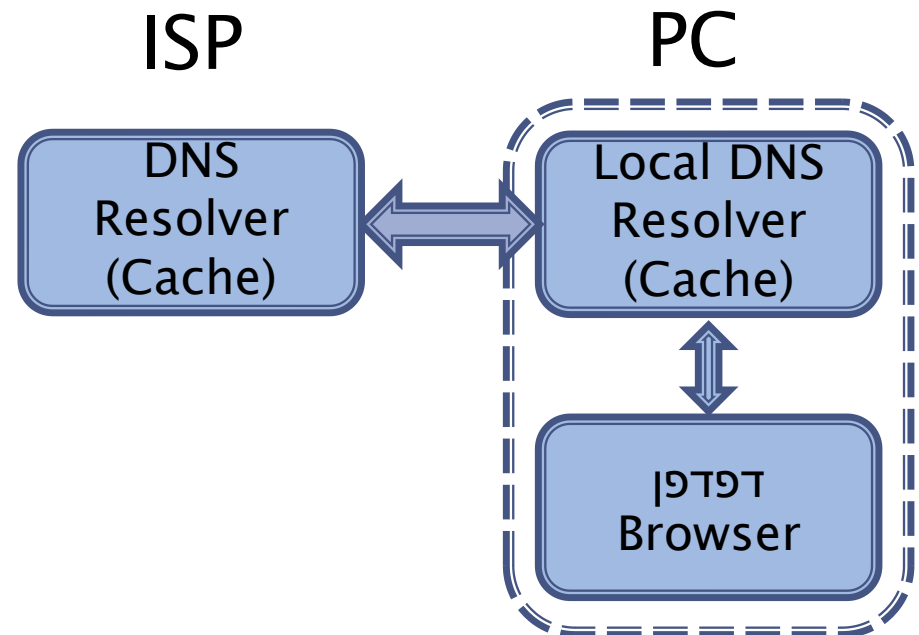 ISP
PC
DNS
Resolver
(Cache)
Local DNS
Resolver
(Cache)
דפדפן
Browser